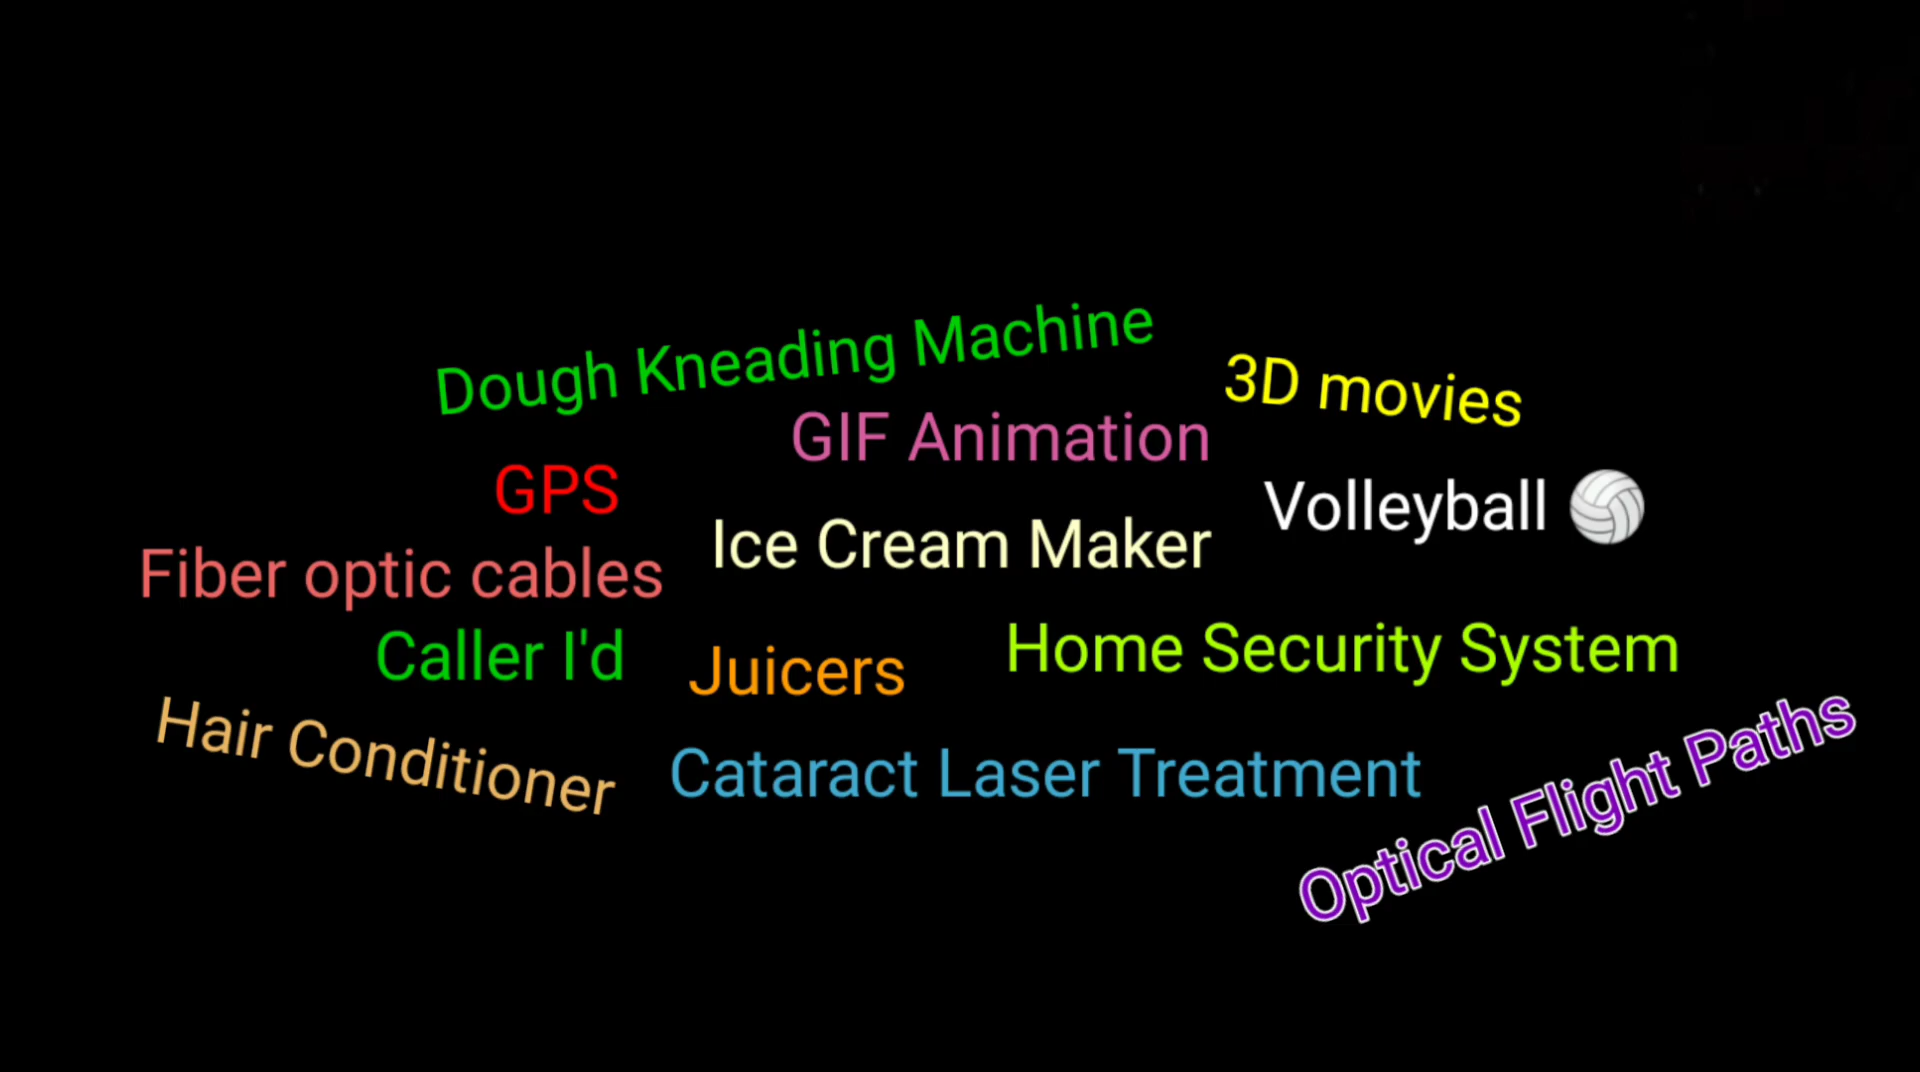 Dough Kneading Machine
3D movies
GIF Animation
GPS
Volleyball
Ice Cream Maker
Fiber optic cables
Caller I'd
Juicers
Home Security System
Hair Conditioner
Cataract Laser Treatment
Optical Flight Paths